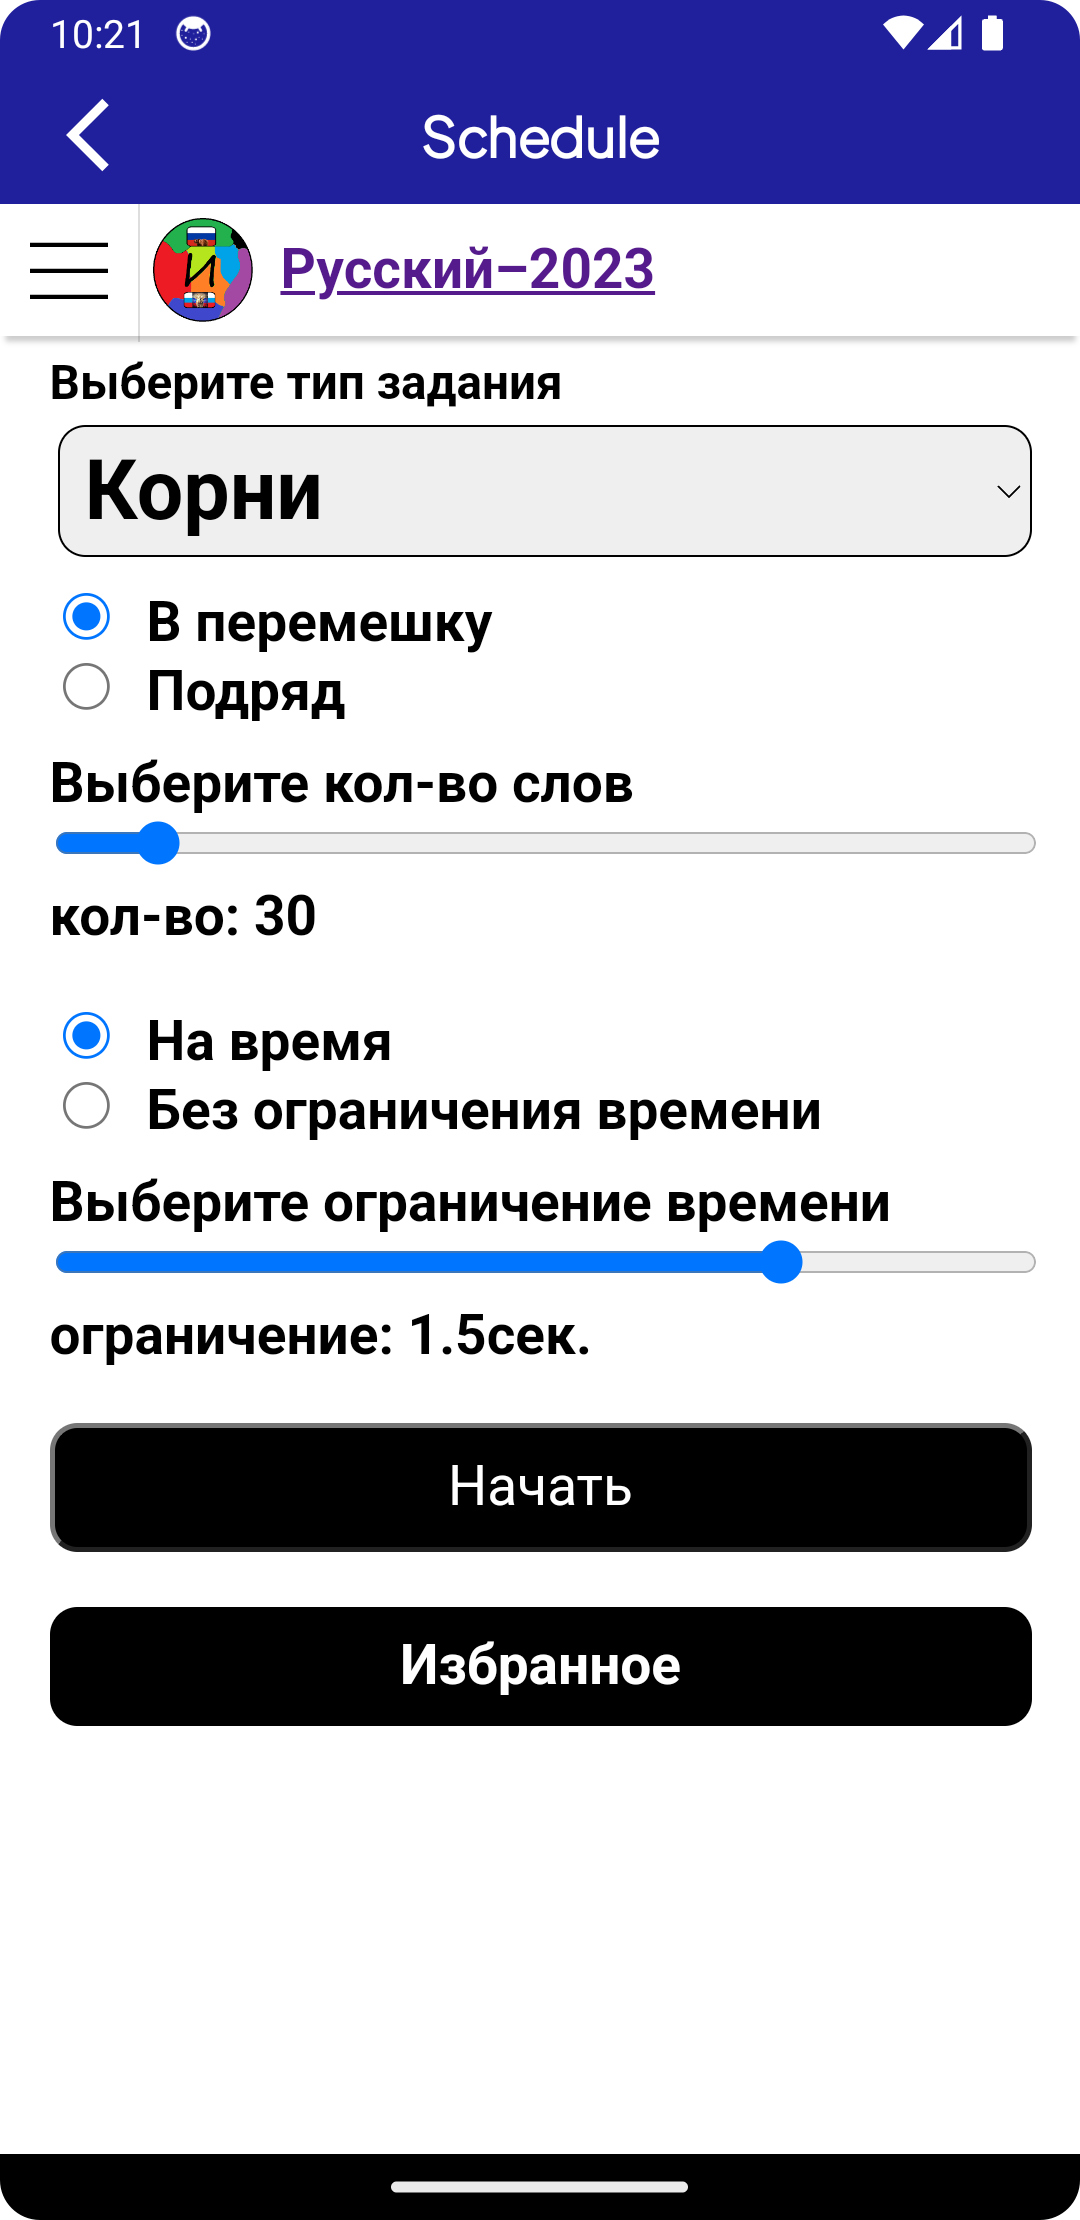 10:21
Schedule
И
Русский–2023
Выберите тип задания
Корни
В перемешку
Подряд
Выберите кол-во слов
кол-во: 30
На время
Без ограничения времени
Выберите ограничение времени
ограничение: 1.5сек.
Начать
Избранное